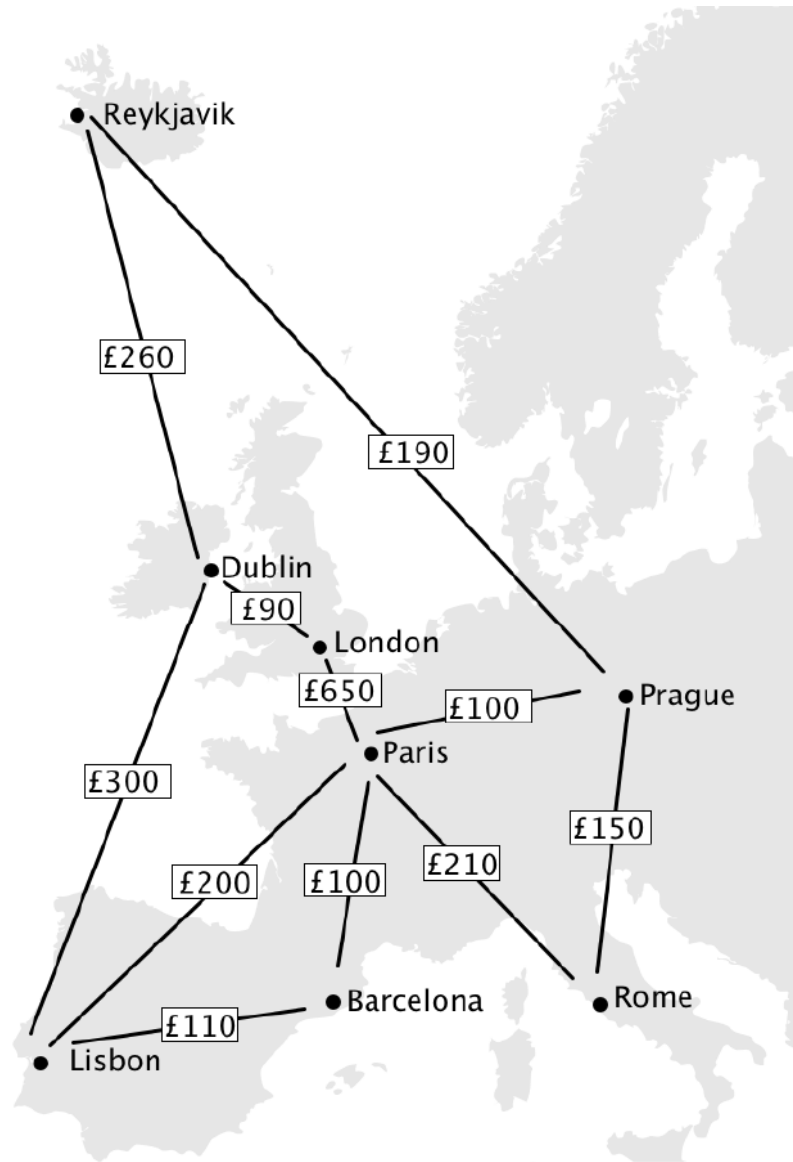 Reykjavik
£260
£190
Dublin
£90
London
£650
£100
Prague
Paris
£300
£150
£200
£100
£210
Barcelona
Rome
£110
Lisbon